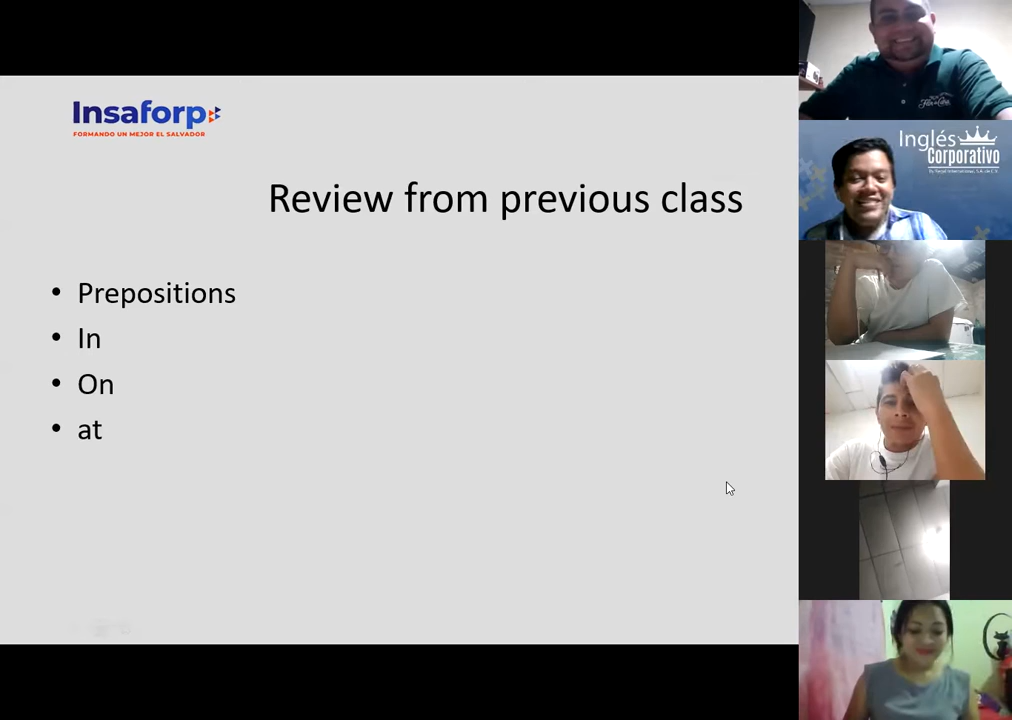 Insaforp
FORMANDO UN MEJOR EL SALVADOR
Review from previous class
• Prepositions
• In
• On
• at
Inglés
Corporativo